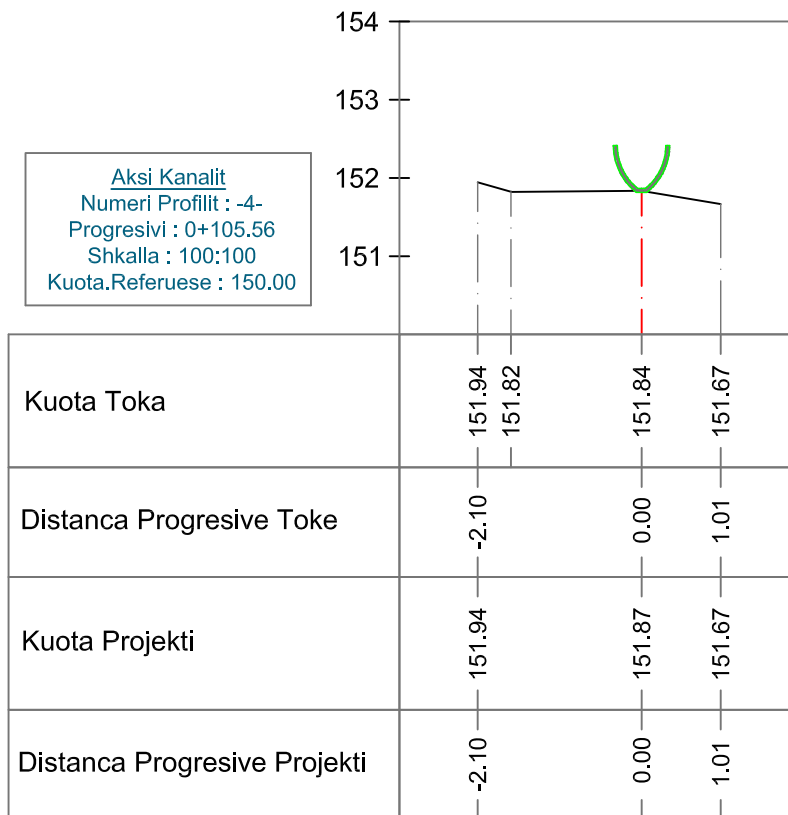 154
153
152
151
Aksi Kanalit
Numeri Profilit : -4-
Progresivi : 0+105.56
Shkalla : 100:100
Kuota.Referuese : 150.00
Kuota Toka 151.94 151.82 151.84 151.67
Distanca Progresive Toke -2.10 0.00 1.01
Kuota Projekti 151.94 151.87 151.67
Distanca Progresive Projekti -2.10 0.00 1.01